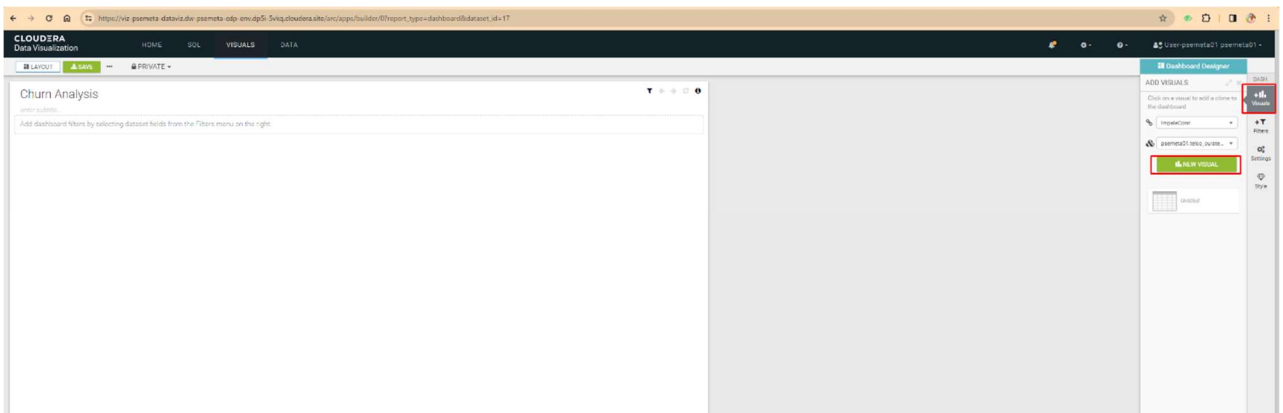 https://viz-psemeta-dataviz.dw-psemeta-cdp-env.dp5i-5vkq.cloudera.site/arc/apps/builder/0?report_type=dashboard&dataset_id=17
CLOUDERA
Data Visualization
HOME SQL VISUALS DATA
User-psemeta01 psemeta01
LAYOUT SAVE PRIVATE
Dashboard Designer
Churn Analysis
enter subtitle...
Add dashboard filters by selecting dataset fields from the Filters menu on the right.
ADD VISUALS
Click on a visual to add a clone to
the dashboard
ImpalaConn
NEW VISUAL
Untitled
DASH.
Visuals
Filters
Settings
Style